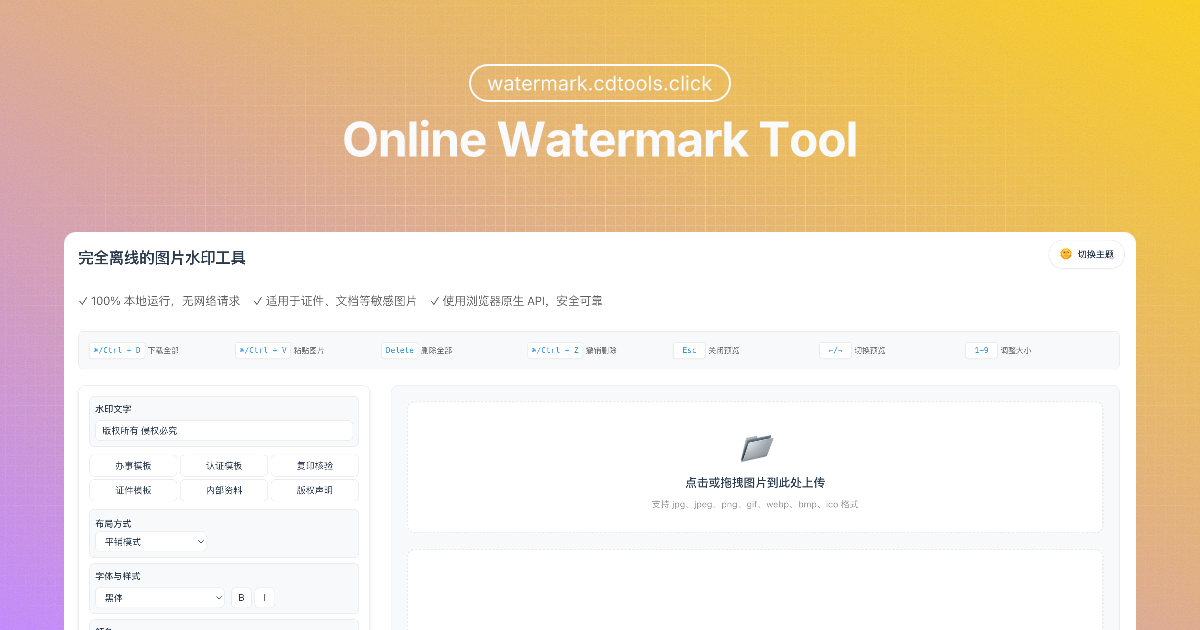 watermark.cdtools.click
Online Watermark Tool
完全离线的图片水印工具
切换主题
✓ 100% 本地运行，无网络请求 ✓ 适用于证件、文档等敏感图片 ✓ 使用浏览器原生 API，安全可靠
⌘/Ctrl + D 下载全部 ⌘/Ctrl + V 粘贴图片 Delete 删除全部 ⌘/Ctrl + Z 撤销删除 Esc 关闭预览 ←/→ 切换预览 1-9 调整大小
水印文字
版权所有 侵权必究
办事模板 认证模板 复印核验
证件模板 内部资料 版权声明
布局方式
平铺模式
字体与样式
黑体 B I
点击或拖拽图片到此处上传
支持 jpg、jpeg、png、gif、webp、bmp、ico 格式